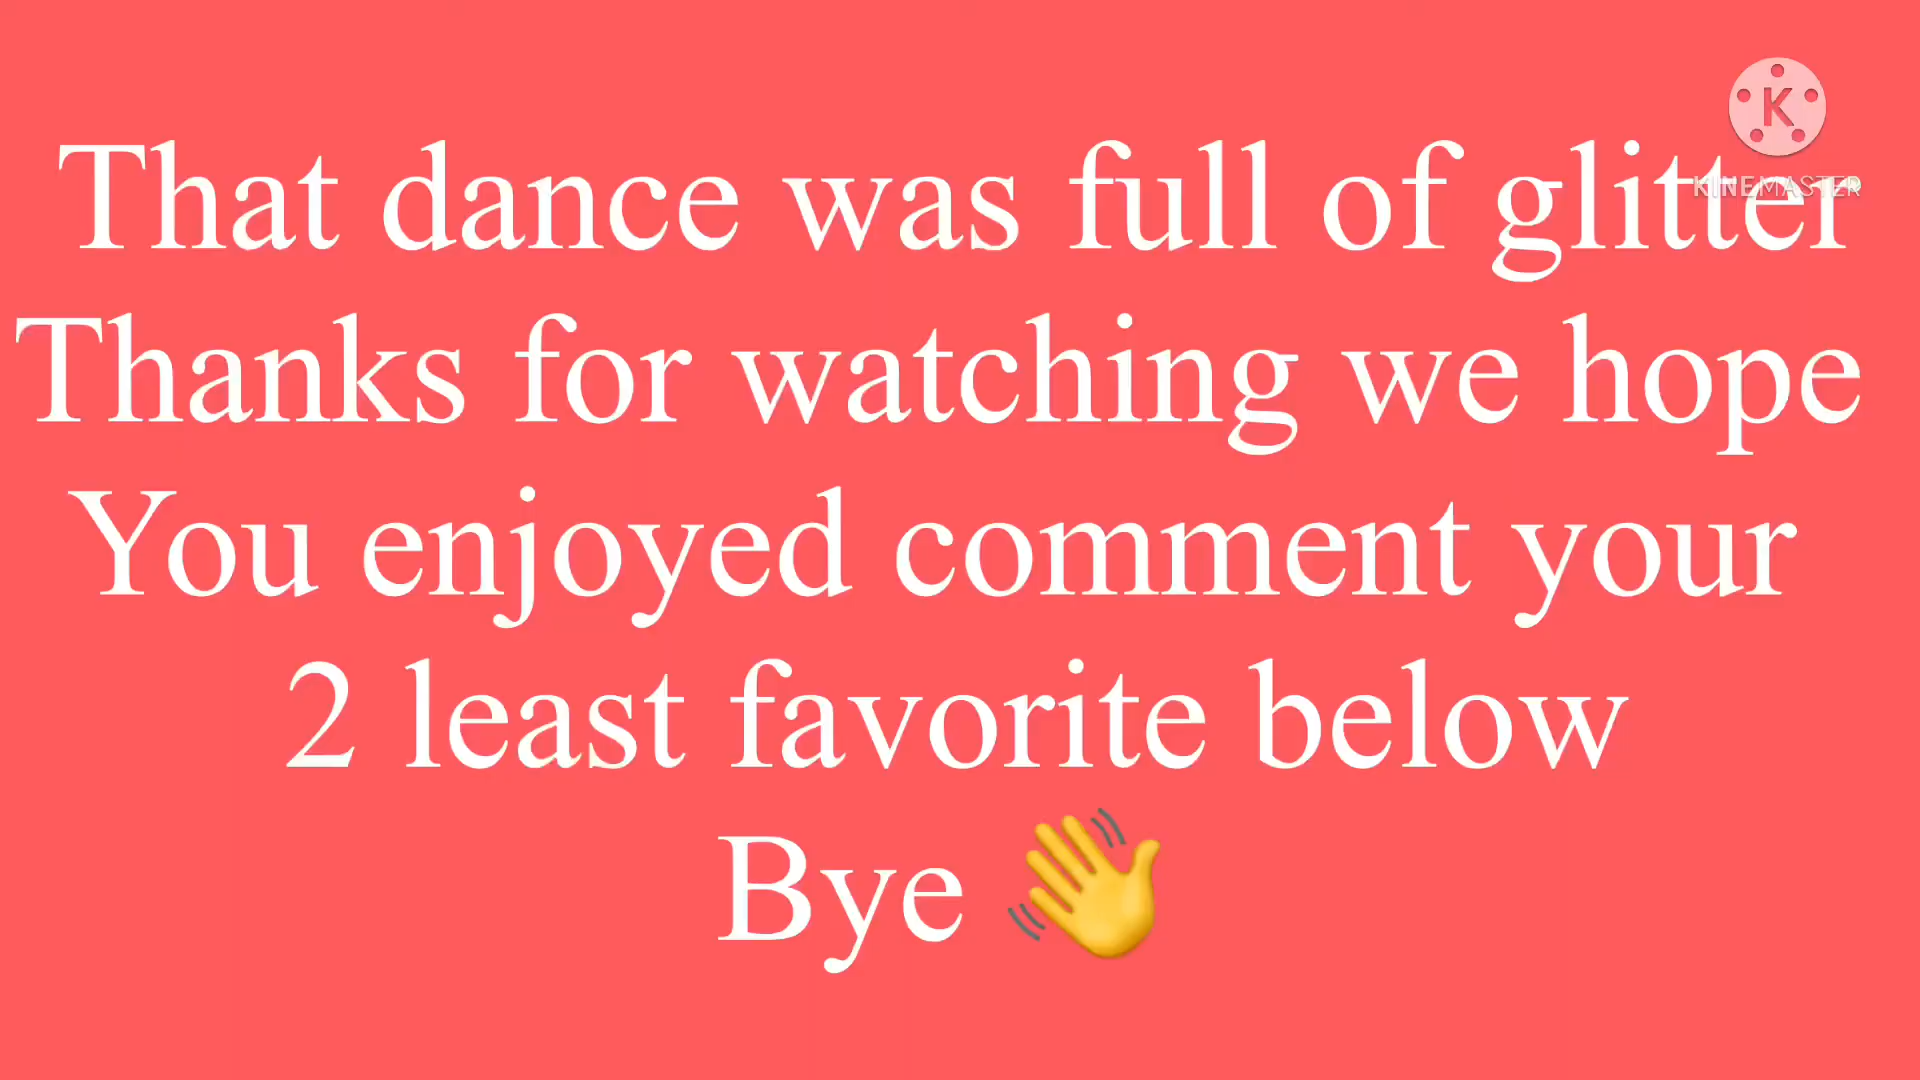 K
KINEMASTER
That dance was full of glitter
Thanks for watching we hope
You enjoyed comment your
2 least favorite below
Bye 👋